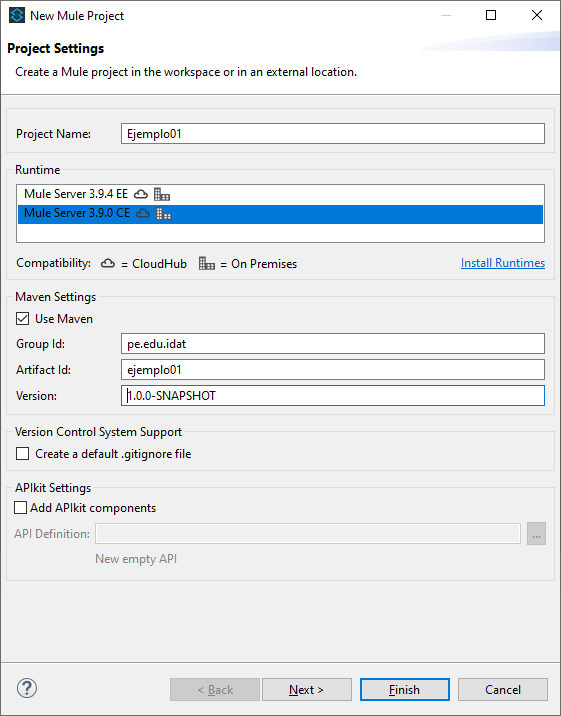 New Mule Project
Project Settings
Create a Mule project in the workspace or in an external location.
Project Name: Ejemplo01
Runtime
Mule Server 3.9.4 EE
Mule Server 3.9.0 CE
Compatibility: = CloudHub = On Premises Install Runtimes
Maven Settings
Use Maven
Group Id: pe.edu.idat
Artifact Id: ejemplo01
Version: 1.0.0-SNAPSHOT
Version Control System Support
Create a default .gitignore file
APIkit Settings
Add APIkit components
API Definition: ...
New empty API
? < Back Next > Finish Cancel